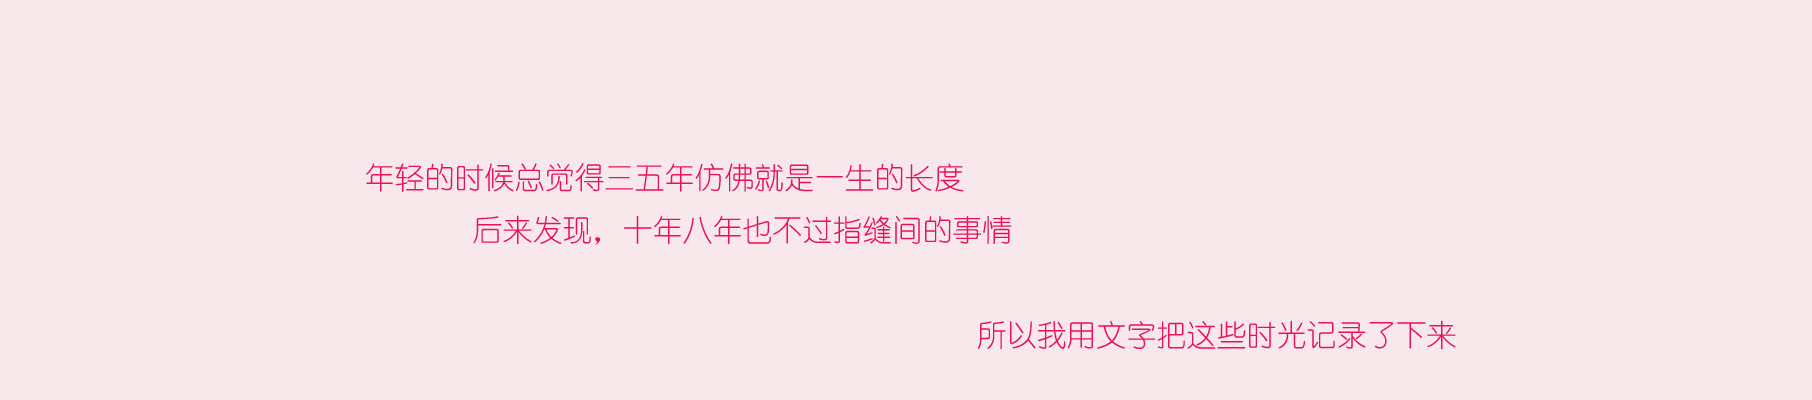 年轻的时候总觉得三五年仿佛就是一生的长度
后来发现，十年八年也不过指缝间的事情
所以我用文字把这些时光记录了下来